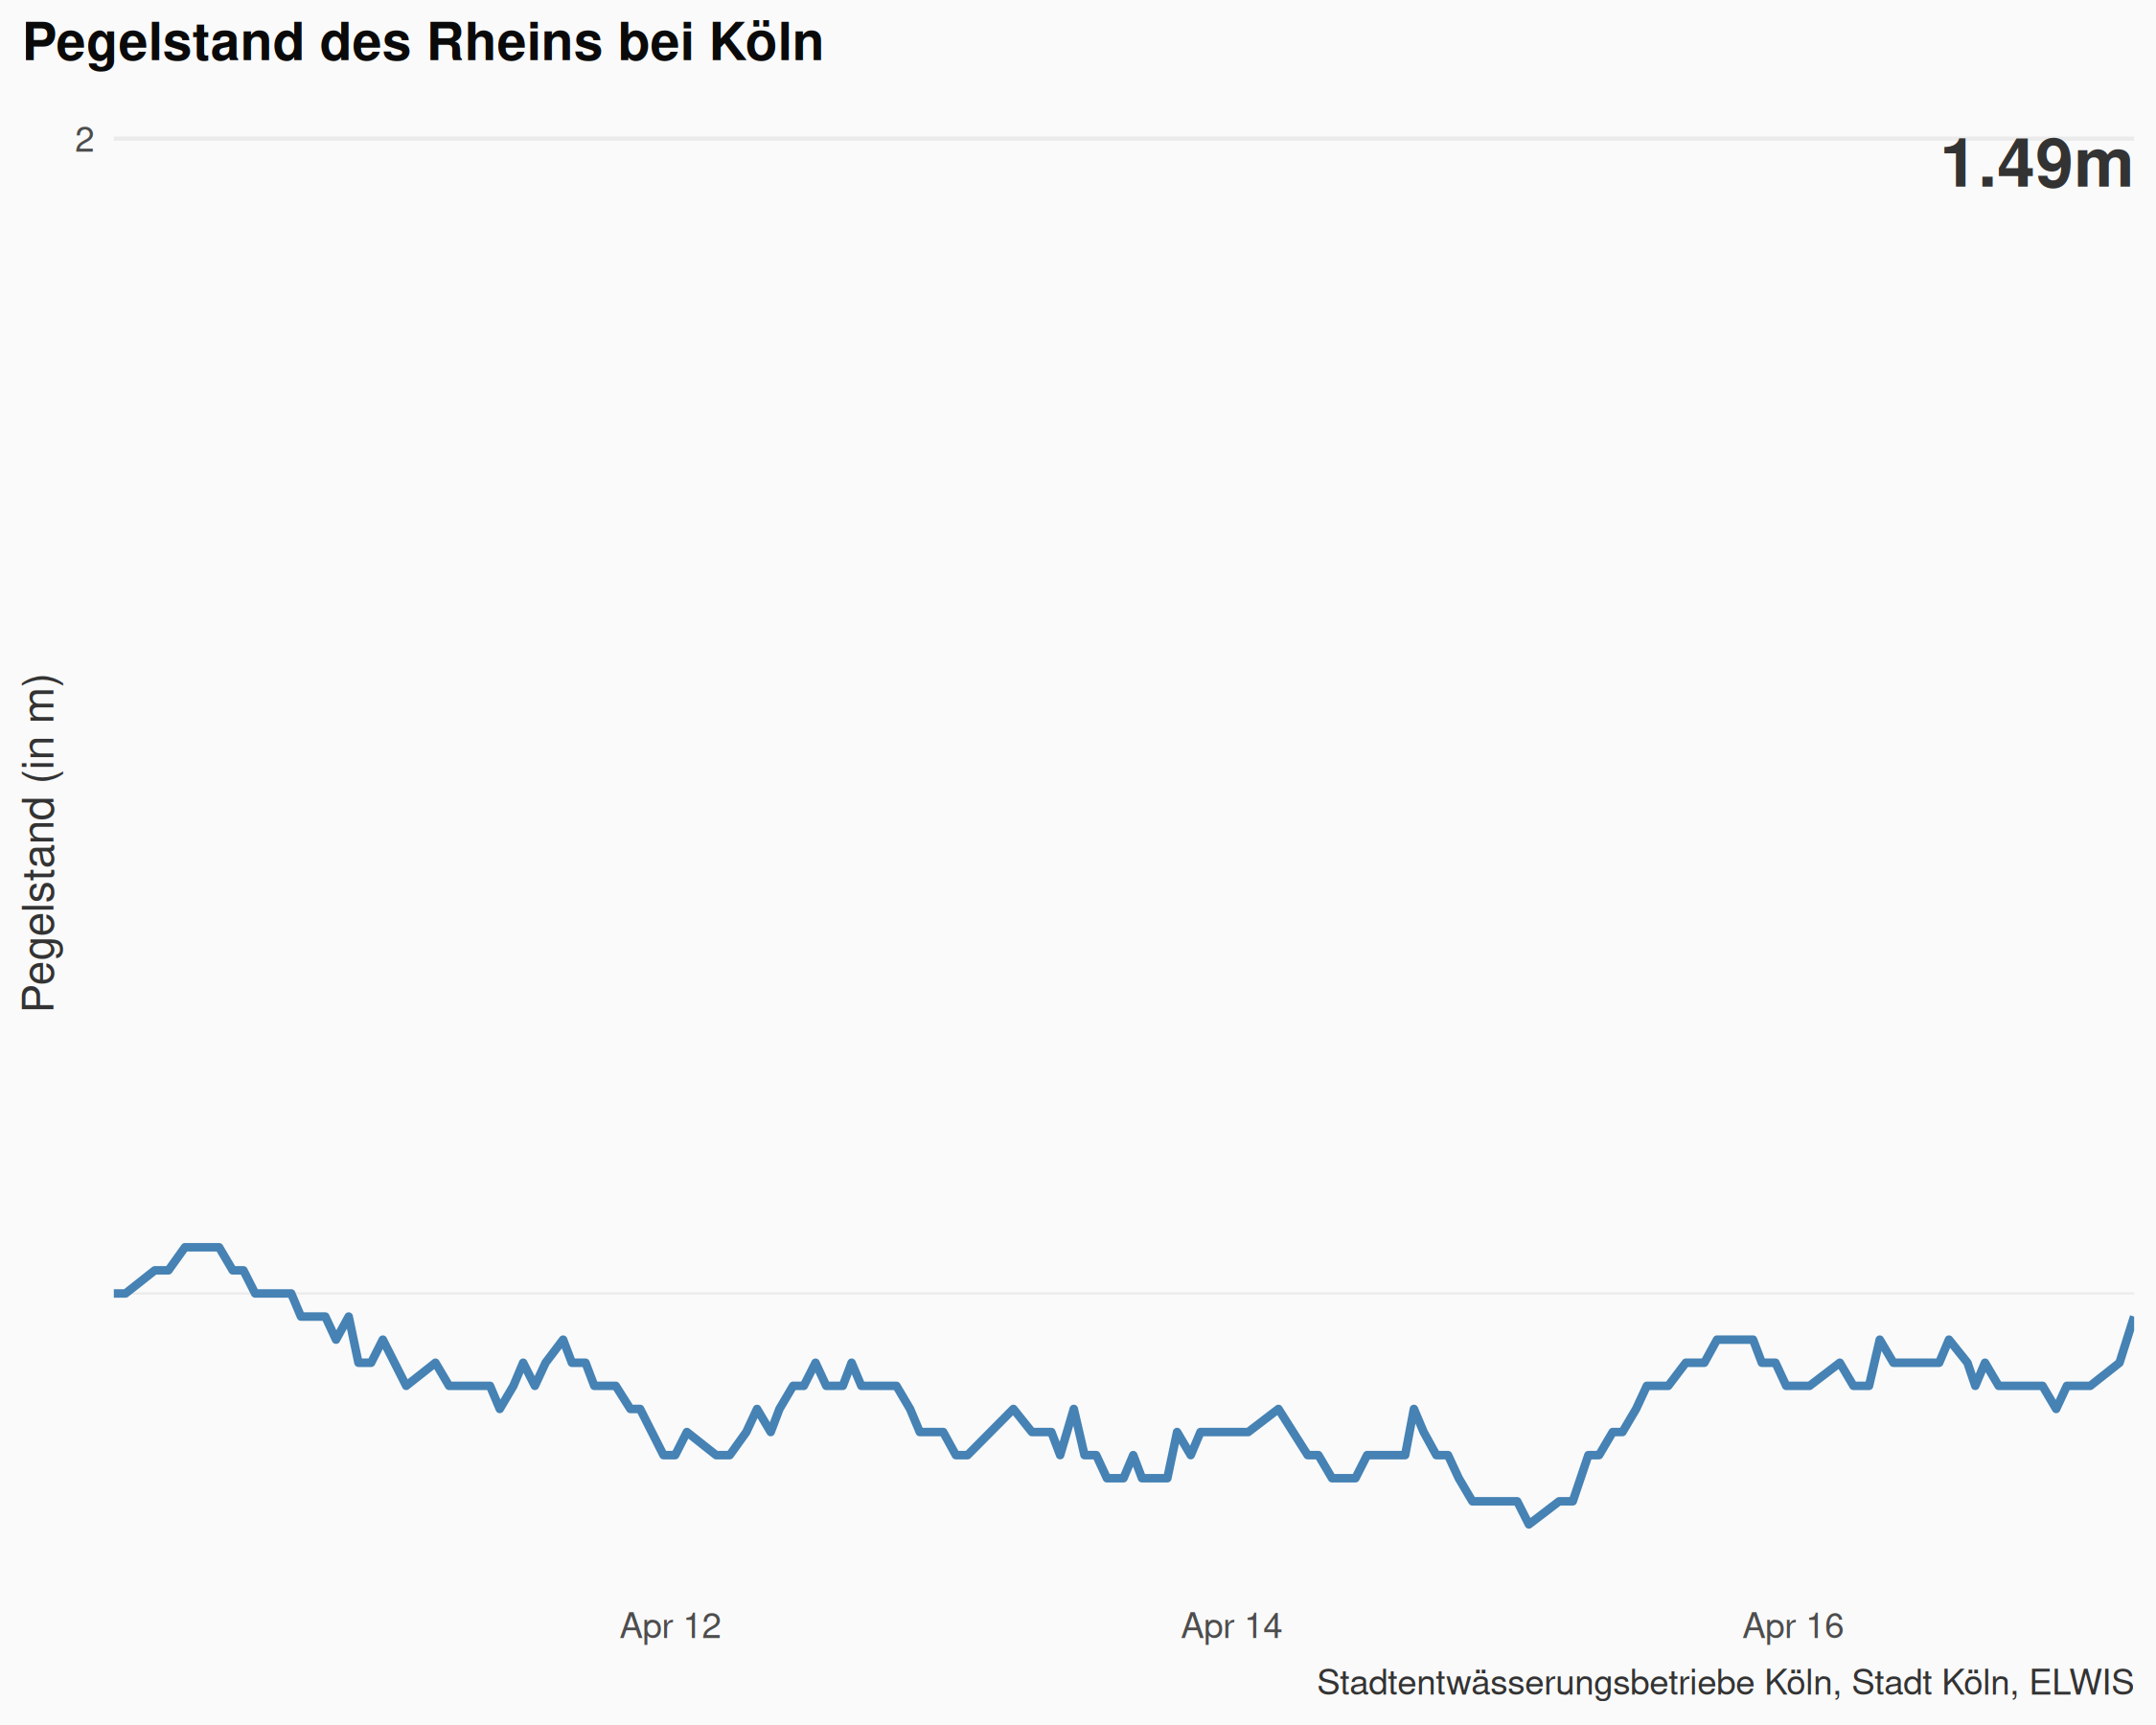 Pegelstand des Rheins bei Köln
2
1.49m
Pegelstand (in m)
Apr 12
Apr 14
Apr 16
Stadtentwässerungsbetriebe Köln, Stadt Köln, ELWIS